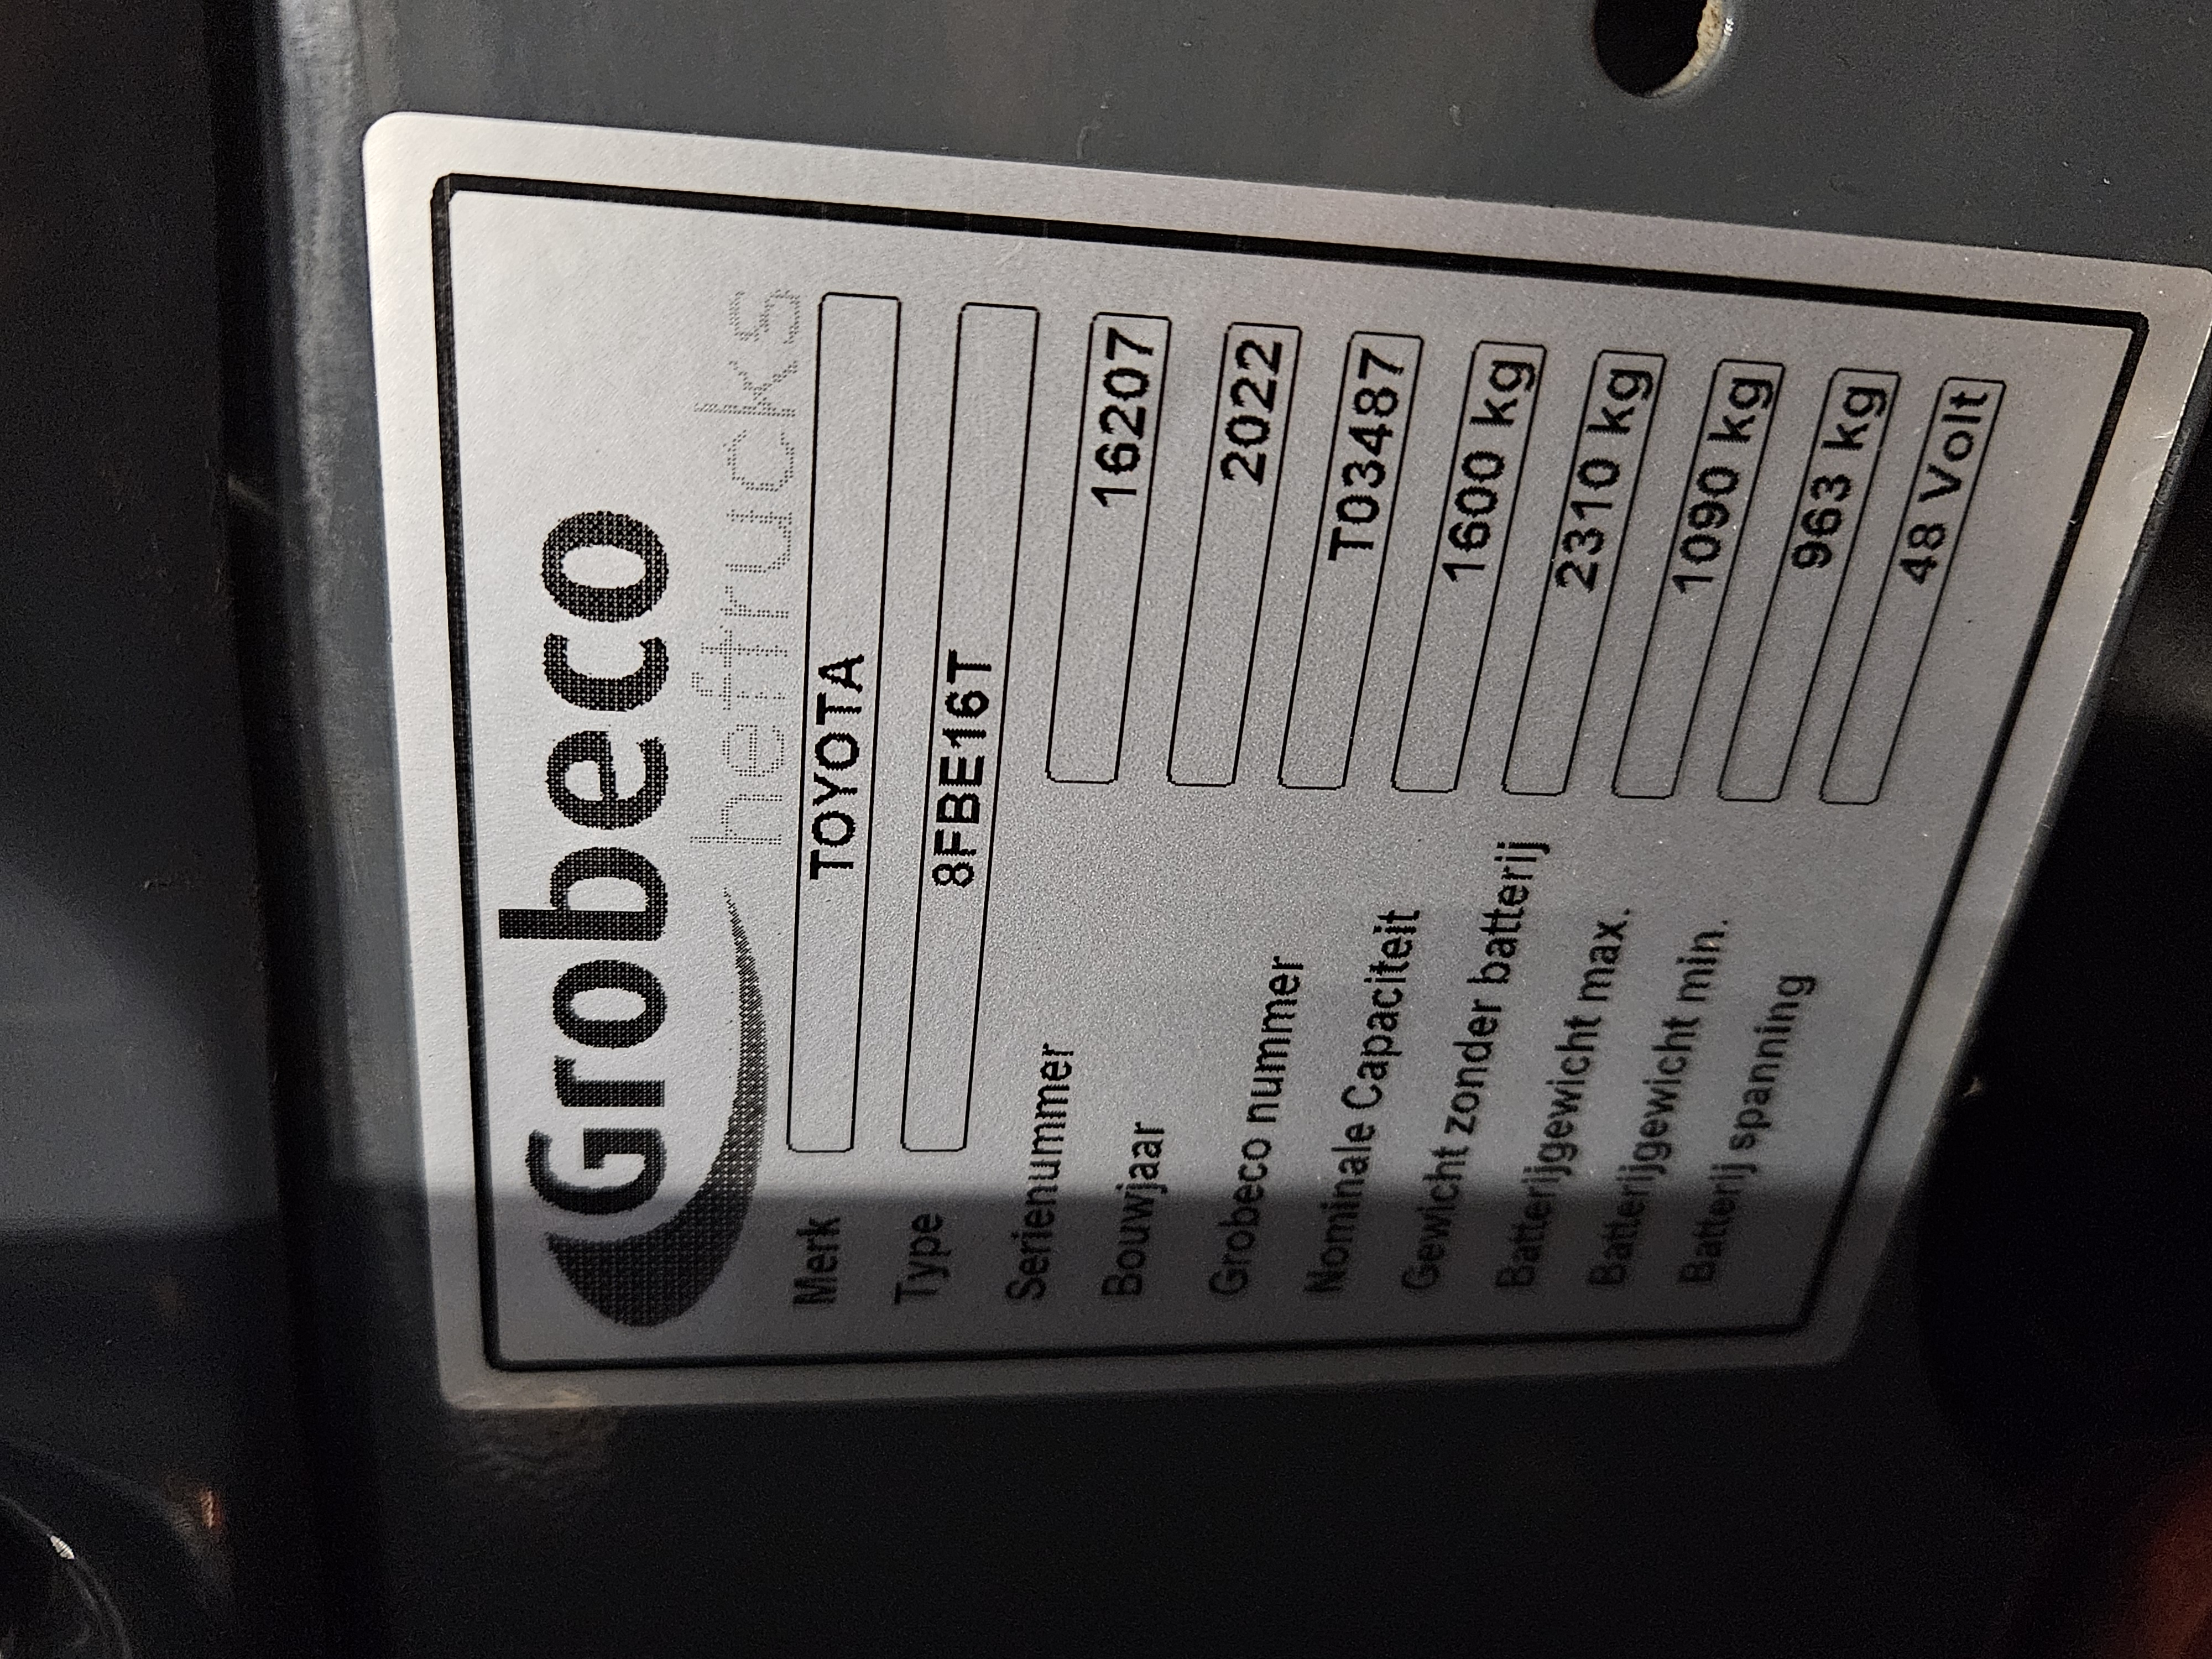 Grobeco
heftrucks
Merk TOYOTA
Type 8FBE16T
Serienummer 16207
Bouwjaar 2022
Grobeco nummer T03487
Nominale Capaciteit 1600 kg
Gewicht zonder batterij 2310 kg
Batterijgewicht max. 1090 kg
Batterijgewicht min. 963 kg
Batterij spanning 48 Volt